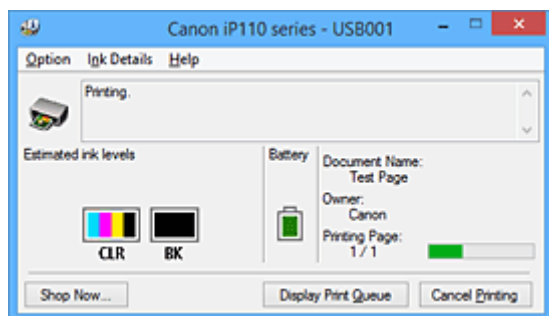 Canon iP110 series - USB001
Option Ink Details Help
Printing.
Estimated ink levels
CLR BK
Battery
Document Name:
Test Page
Owner:
Canon
Printing Page:
1 / 1
Shop Now... Display Print Queue Cancel Printing